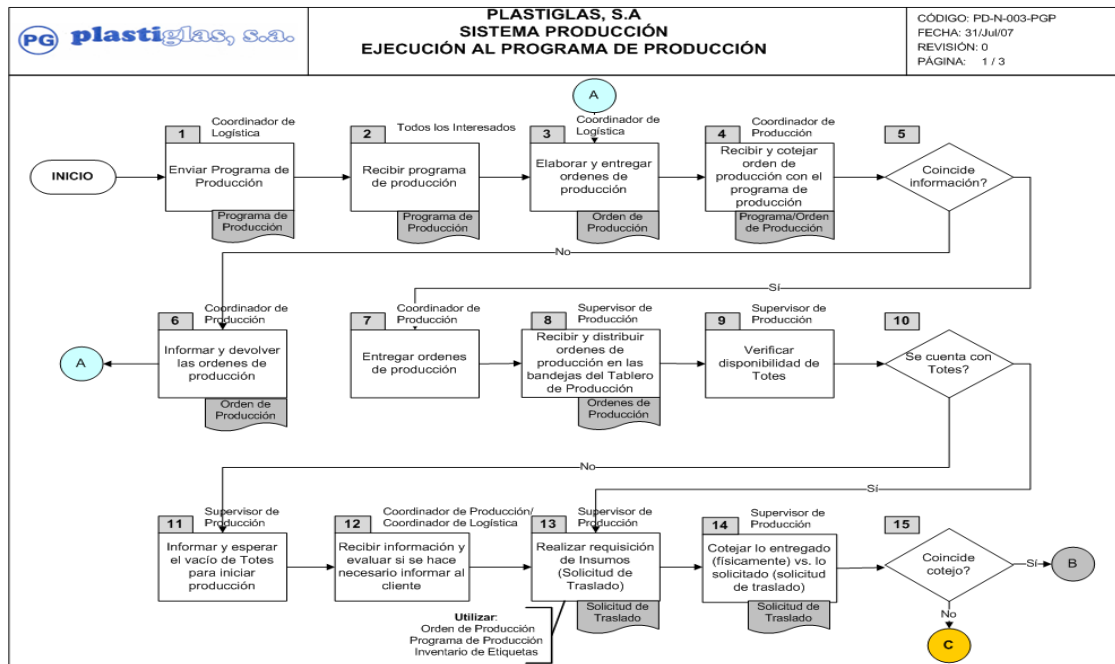 PG plastiglas, s.a.
PLASTIGLAS, S.A
SISTEMA PRODUCCIÓN
EJECUCIÓN AL PROGRAMA DE PRODUCCIÓN
CÓDIGO: PD-N-003-PGP
FECHA: 31/Jul/07
REVISIÓN: 0
PÁGINA: 1 / 3
A
INICIO
1
Coordinador de
Logística
Enviar Programa de
Producción
Programa de
Producción
2
Todos los Interesados
Recibir programa
de producción
Programa de
Producción
3
Coordinador de
Logística
Elaborar y entregar
ordenes de
producción
Orden de
Producción
4
Coordinador de
Producción
Recibir y cotejar
orden de
producción con el
programa de
producción
Programa/Orden
de Producción
5
Coincide
información?
No
Sí
A
6
Coordinador de
Producción
Informar y devolver
las ordenes de
producción
Orden de
Producción
7
Coordinador de
Producción
Entregar ordenes
de producción
8
Supervisor de
Producción
Recibir y distribuir
ordenes de
producción en las
bandejas del Tablero
de Producción
Ordenes de
Producción
9
Supervisor de
Producción
Verificar
disponibilidad de
Totes
10
Se cuenta con
Totes?
No
Sí
11
Supervisor de
Producción
Informar y esperar
el vacío de Totes
para iniciar
producción
12
Coordinador de Producción/
Coordinador de Logística
Recibir información y
evaluar si se hace
necesario informar al
cliente
13
Supervisor de
Producción
Realizar requisición
de Insumos
(Solicitud de
Traslado)
Solicitud de
Traslado
Utilizar:
Orden de Producción
Programa de Producción
Inventario de Etiquetas
14
Supervisor de
Producción
Cotejar lo entregado
(físicamente) vs. lo
solicitado (solicitud
de traslado)
Solicitud de
Traslado
15
Coincide
cotejo?
Sí
B
No
C